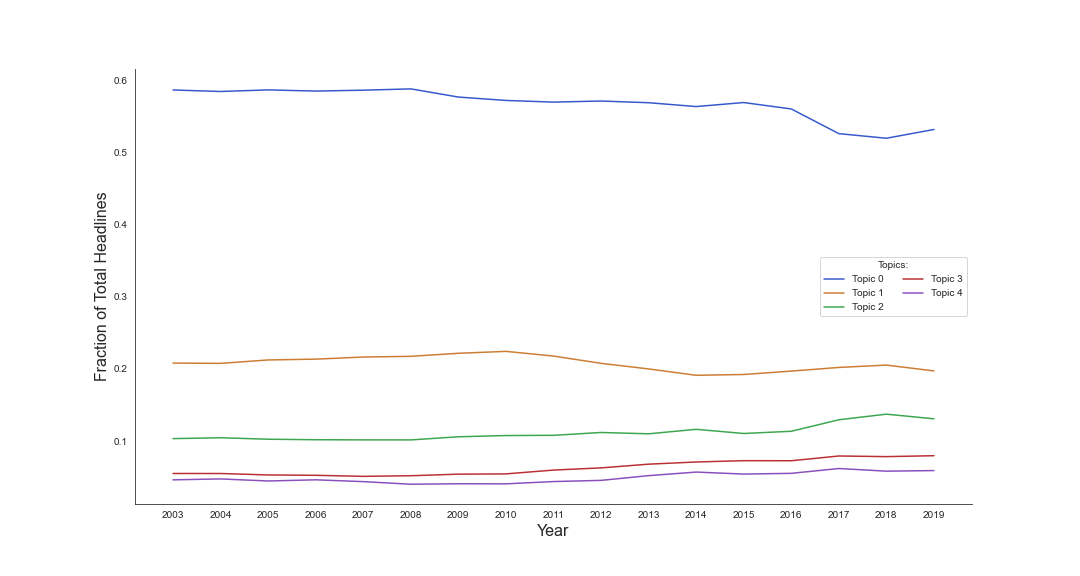 0.6
0.5
0.4
0.3
0.2
0.1
Fraction of Total Headlines
Topics:
Topic 0 Topic 3
Topic 1 Topic 4
Topic 2
2003 2004 2005 2006 2007 2008 2009 2010 2011 2012 2013 2014 2015 2016 2017 2018 2019
Year